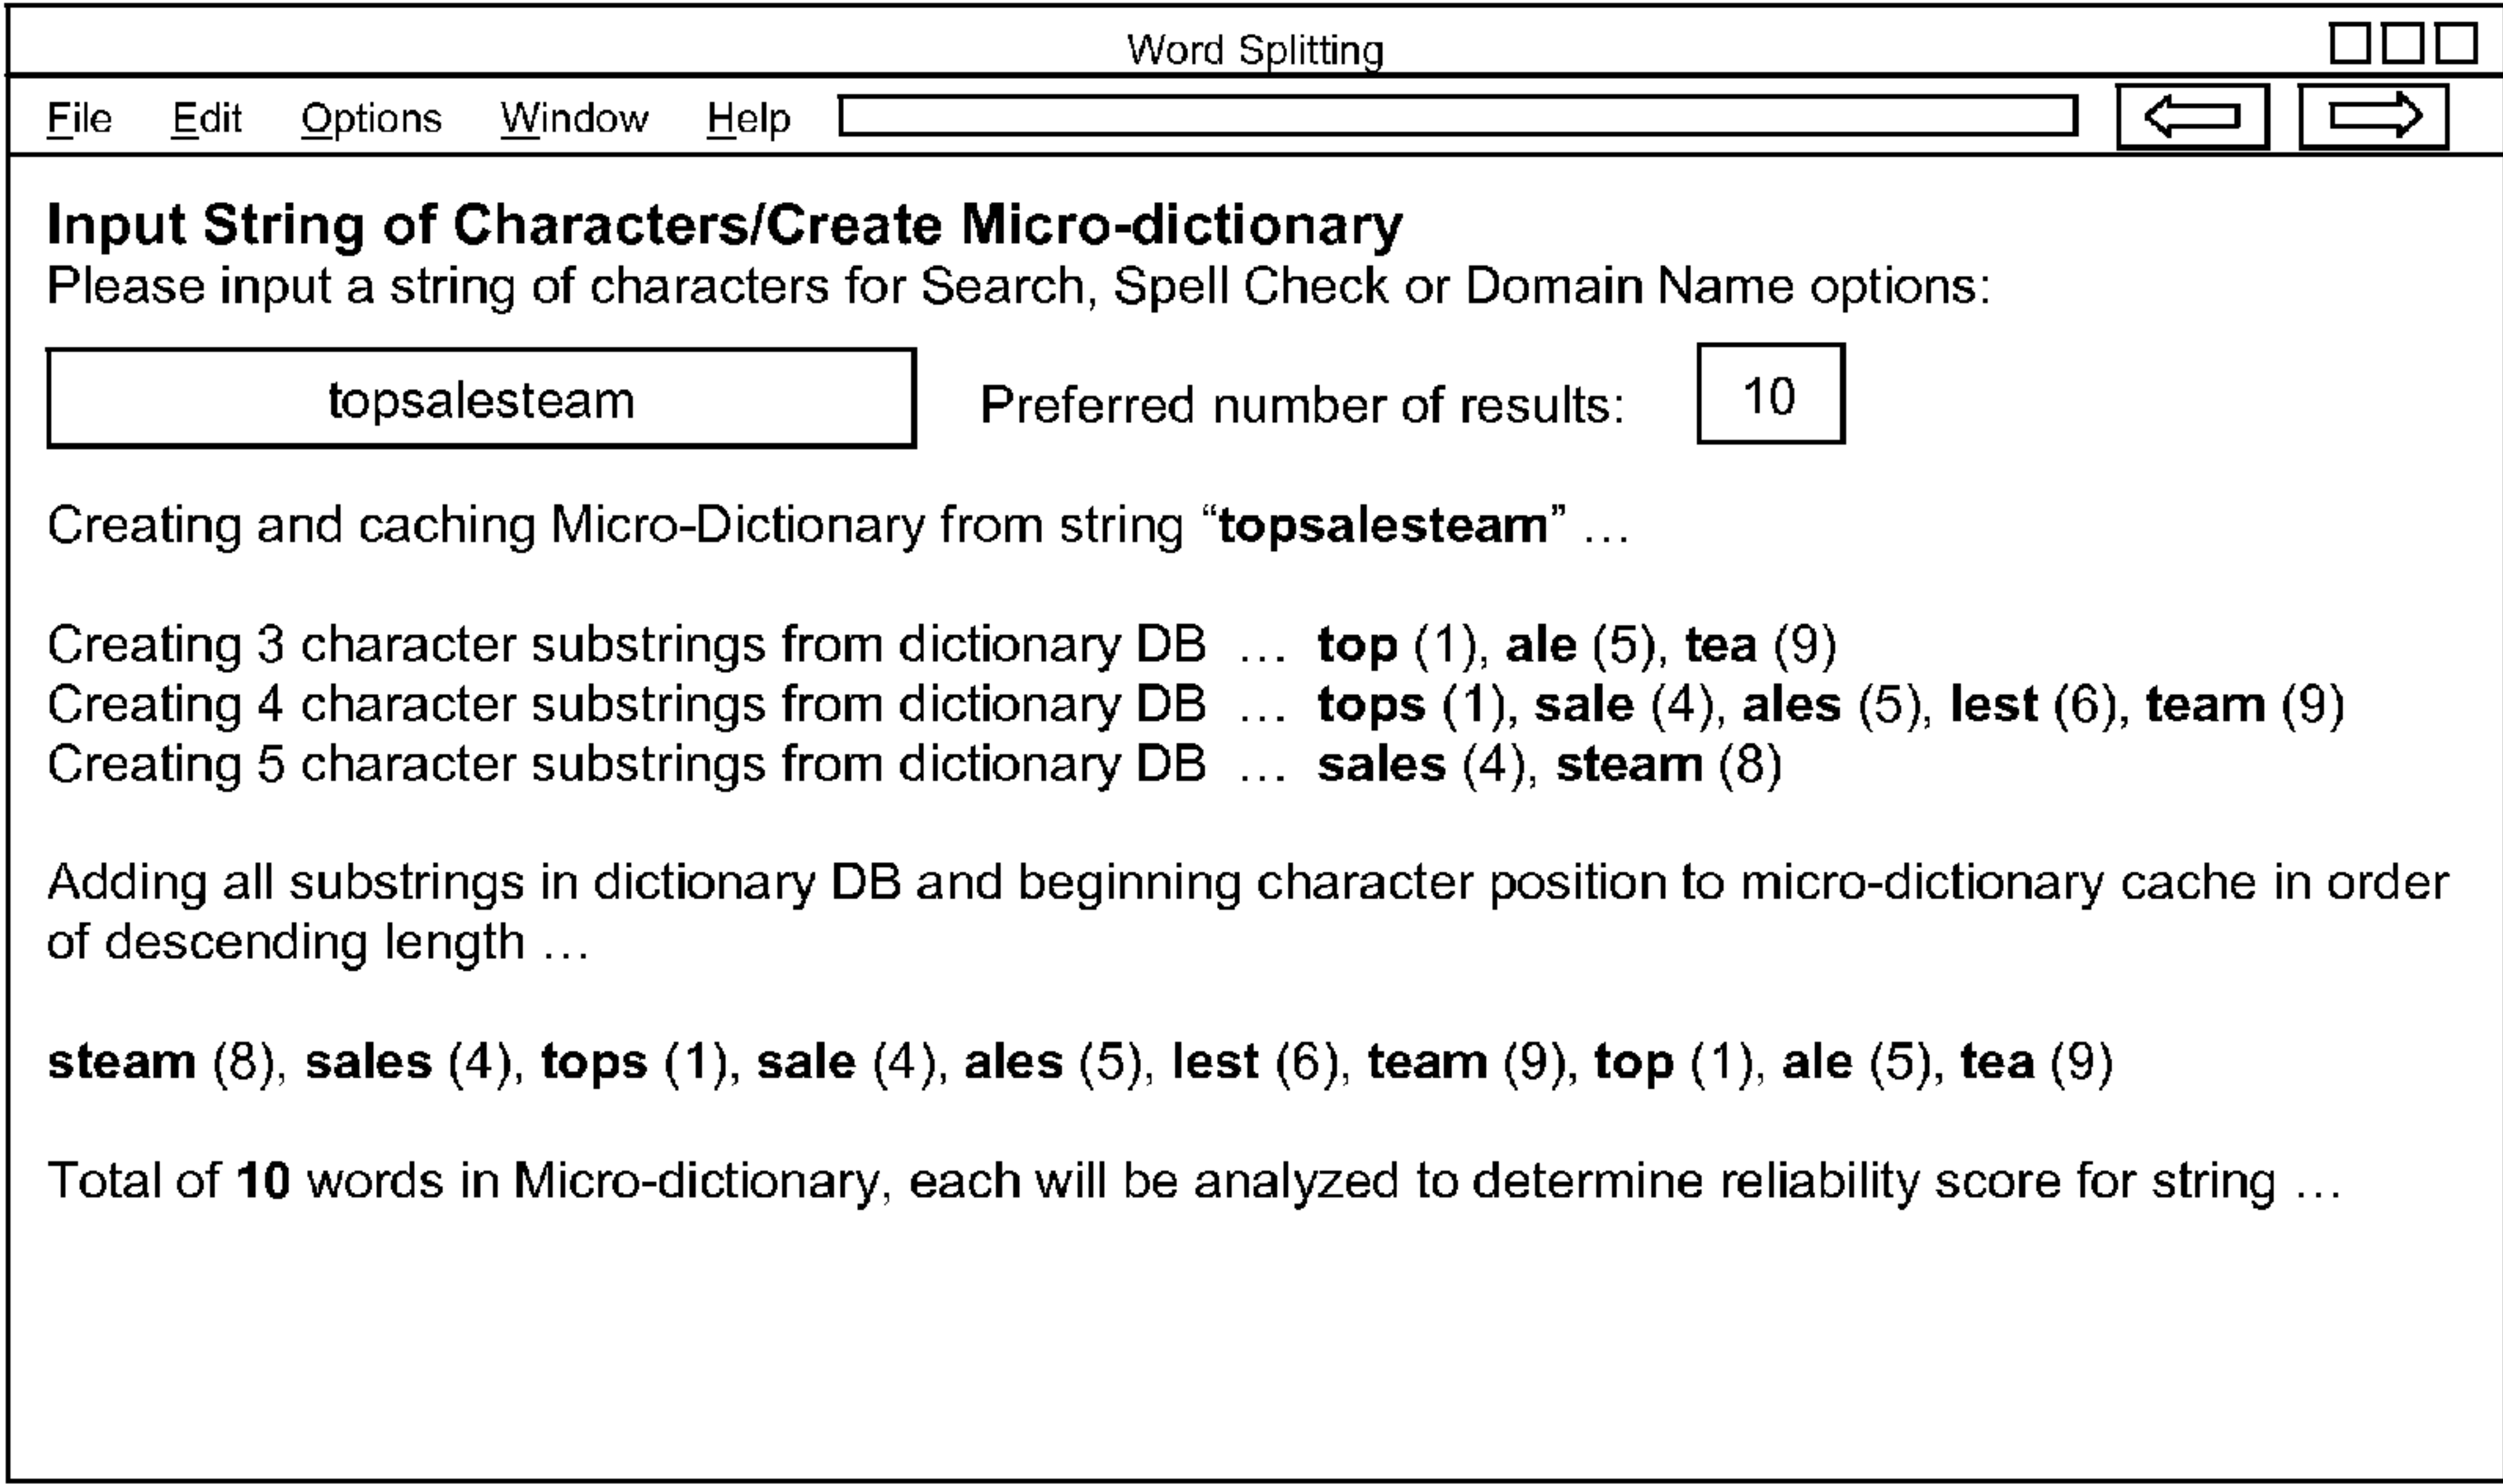 Word Splitting
File Edit Options Window Help
Input String of Characters/Create Micro-dictionary
Please input a string of characters for Search, Spell Check or Domain Name options:
topsalesteam Preferred number of results: 10
Creating and caching Micro-Dictionary from string “topsalesteam” …
Creating 3 character substrings from dictionary DB … top (1), ale (5), tea (9)
Creating 4 character substrings from dictionary DB … tops (1), sale (4), ales (5), lest (6), team (9)
Creating 5 character substrings from dictionary DB … sales (4), steam (8)
Adding all substrings in dictionary DB and beginning character position to micro-dictionary cache in order
of descending length …
steam (8), sales (4), tops (1), sale (4), ales (5), lest (6), team (9), top (1), ale (5), tea (9)
Total of 10 words in Micro-dictionary, each will be analyzed to determine reliability score for string …